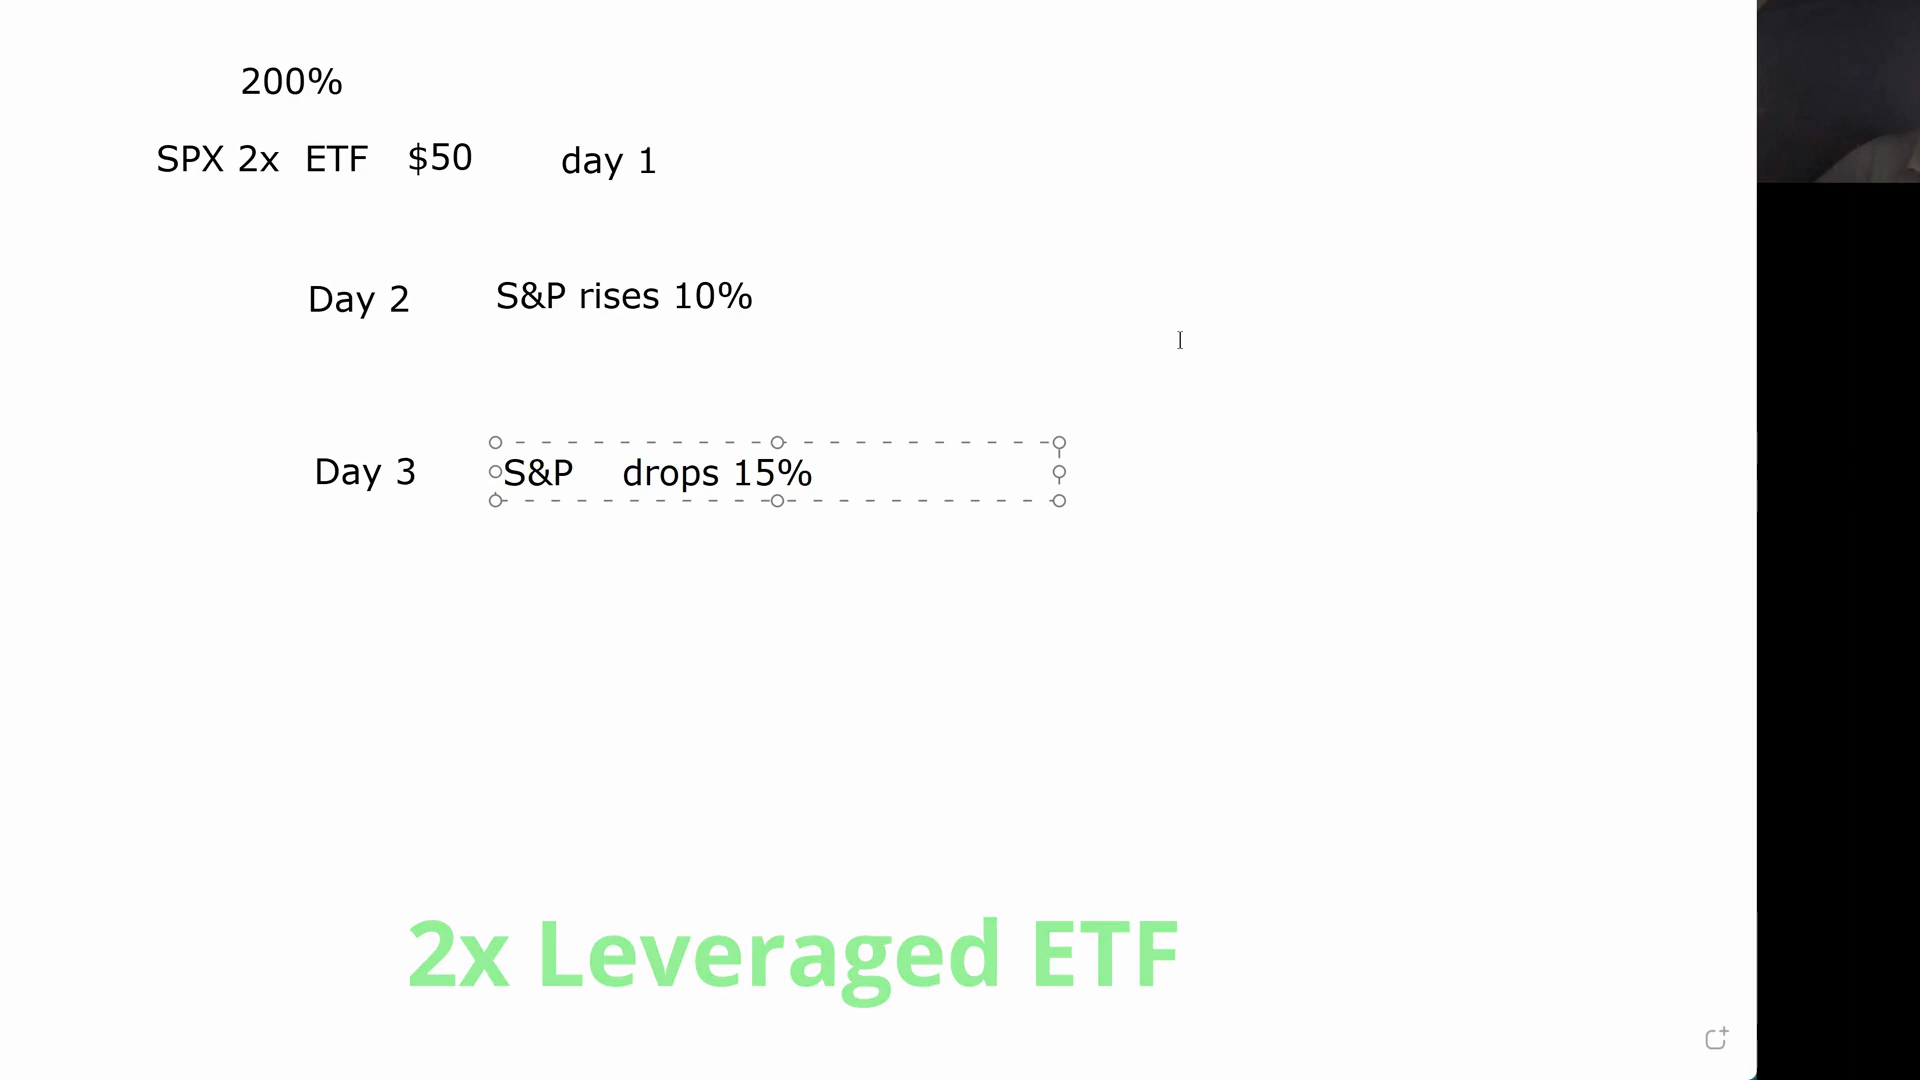 200%
SPX 2x ETF $50 day 1
Day 2 S&P rises 10%
Day 3 S&P drops 15%
2x Leveraged ETF